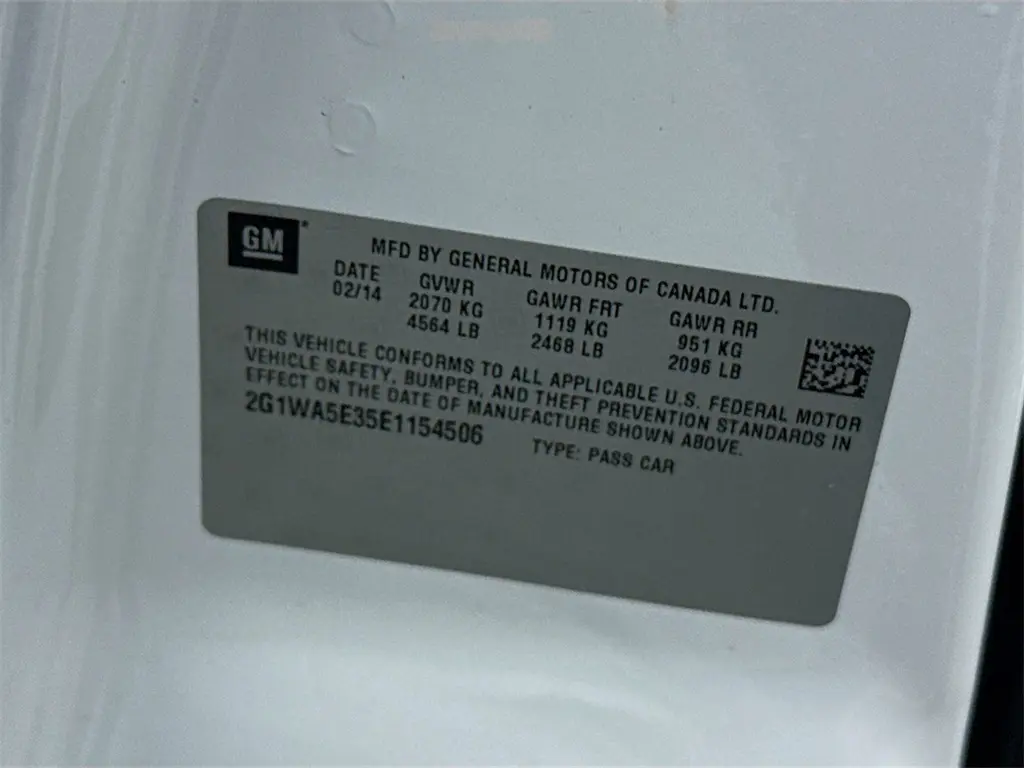 GM
MFD BY GENERAL MOTORS OF CANADA LTD.
DATE GVWR GAWR FRT GAWR RR
02/14 2070 KG 1119 KG 951 KG
4564 LB 2468 LB 2096 LB
THIS VEHICLE CONFORMS TO ALL APPLICABLE U.S. FEDERAL MOTOR
VEHICLE SAFETY, BUMPER, AND THEFT PREVENTION STANDARDS IN
EFFECT ON THE DATE OF MANUFACTURE SHOWN ABOVE.
2G1WA5E35E1154506 TYPE: PASS CAR